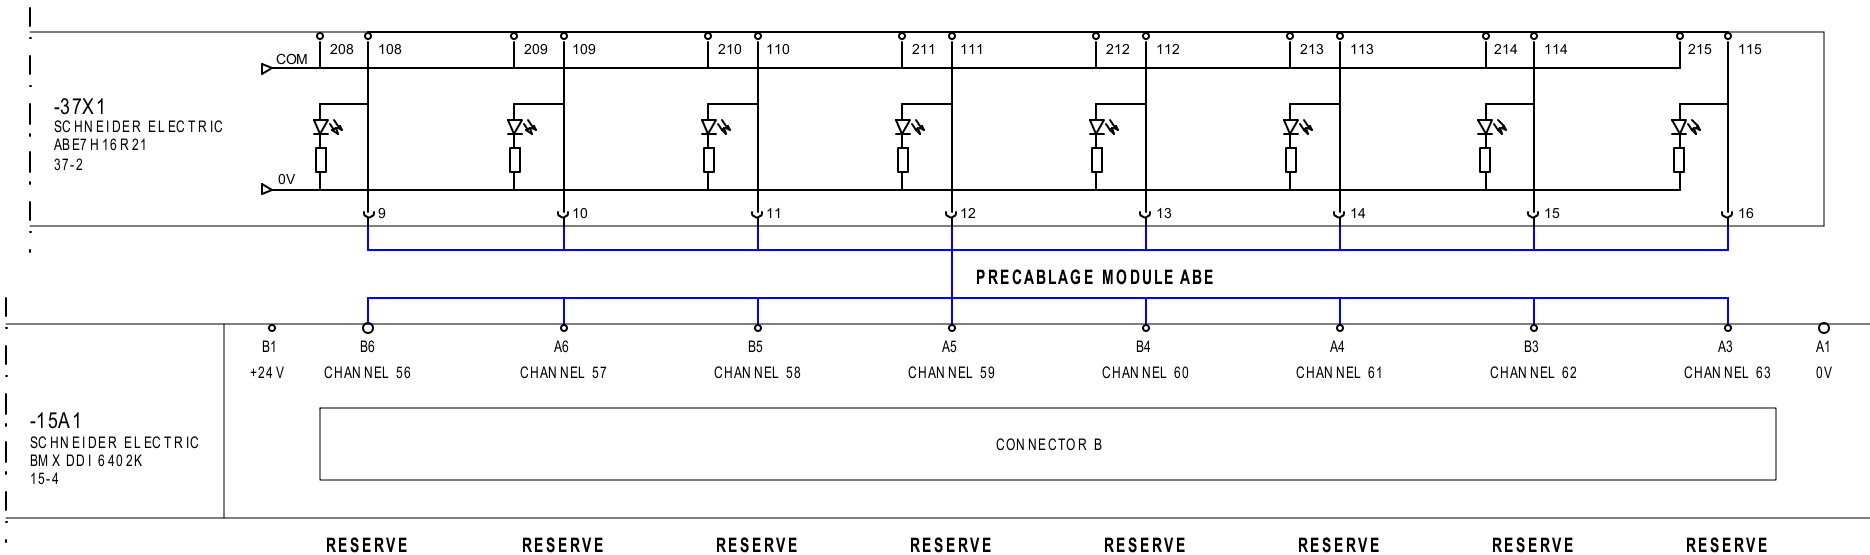 208 108 209 109 210 110 211 111 212 112 213 113 214 114 215 115
COM
-37X1
SCHNEIDER ELECTRIC
ABE7H16R21
37-2
0V
9 10 11 12 13 14 15 16
PRECABLAGE MODULE ABE
B1 B6 A6 B5 A5 B4 A4 B3 A3 A1
+24V CHANNEL 56 CHANNEL 57 CHANNEL 58 CHANNEL 59 CHANNEL 60 CHANNEL 61 CHANNEL 62 CHANNEL 63 0V
-15A1
SCHNEIDER ELECTRIC
BMX DDI 6402K
15-4
CONNECTOR B
RESERVE RESERVE RESERVE RESERVE RESERVE RESERVE RESERVE RESERVE